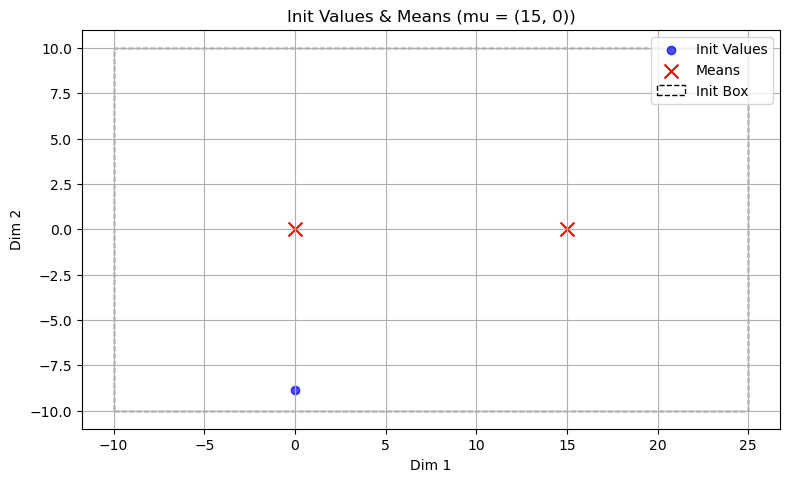 Init Values & Means (mu = (15, 0))
10.0
7.5
5.0
2.5
0.0
−2.5
−5.0
−7.5
−10.0
Dim 2
Init Values
Means
Init Box
−10
−5
0
5
10
15
20
25
Dim 1